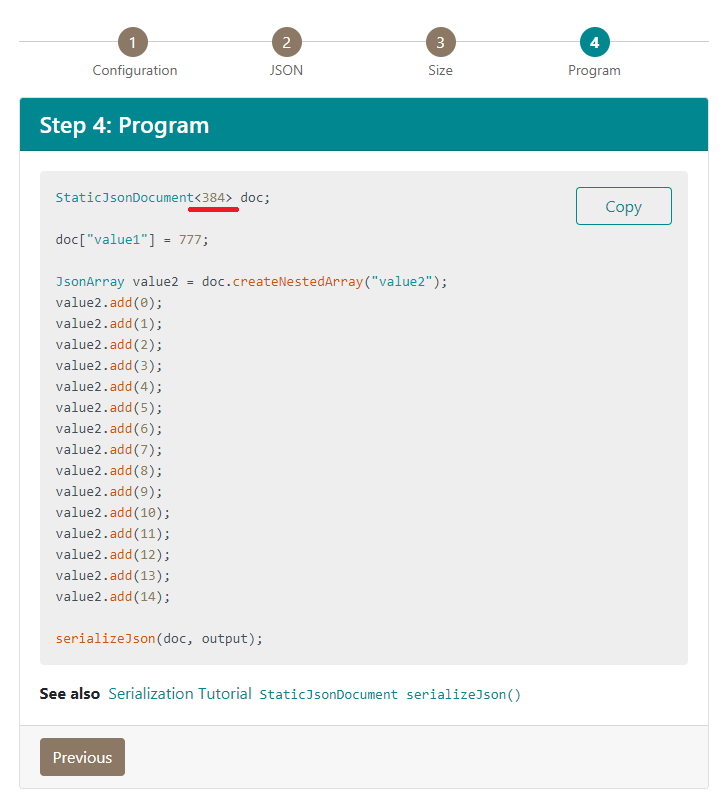 1 2 3 4
Configuration JSON Size Program
Step 4: Program
StaticJsonDocument<384> doc;
Copy
doc["value1"] = 777;
JsonArray value2 = doc.createNestedArray("value2");
value2.add(0);
value2.add(1);
value2.add(2);
value2.add(3);
value2.add(4);
value2.add(5);
value2.add(6);
value2.add(7);
value2.add(8);
value2.add(9);
value2.add(10);
value2.add(11);
value2.add(12);
value2.add(13);
value2.add(14);
serializeJson(doc, output);
See also Serialization Tutorial StaticJsonDocument serializeJson()
Previous